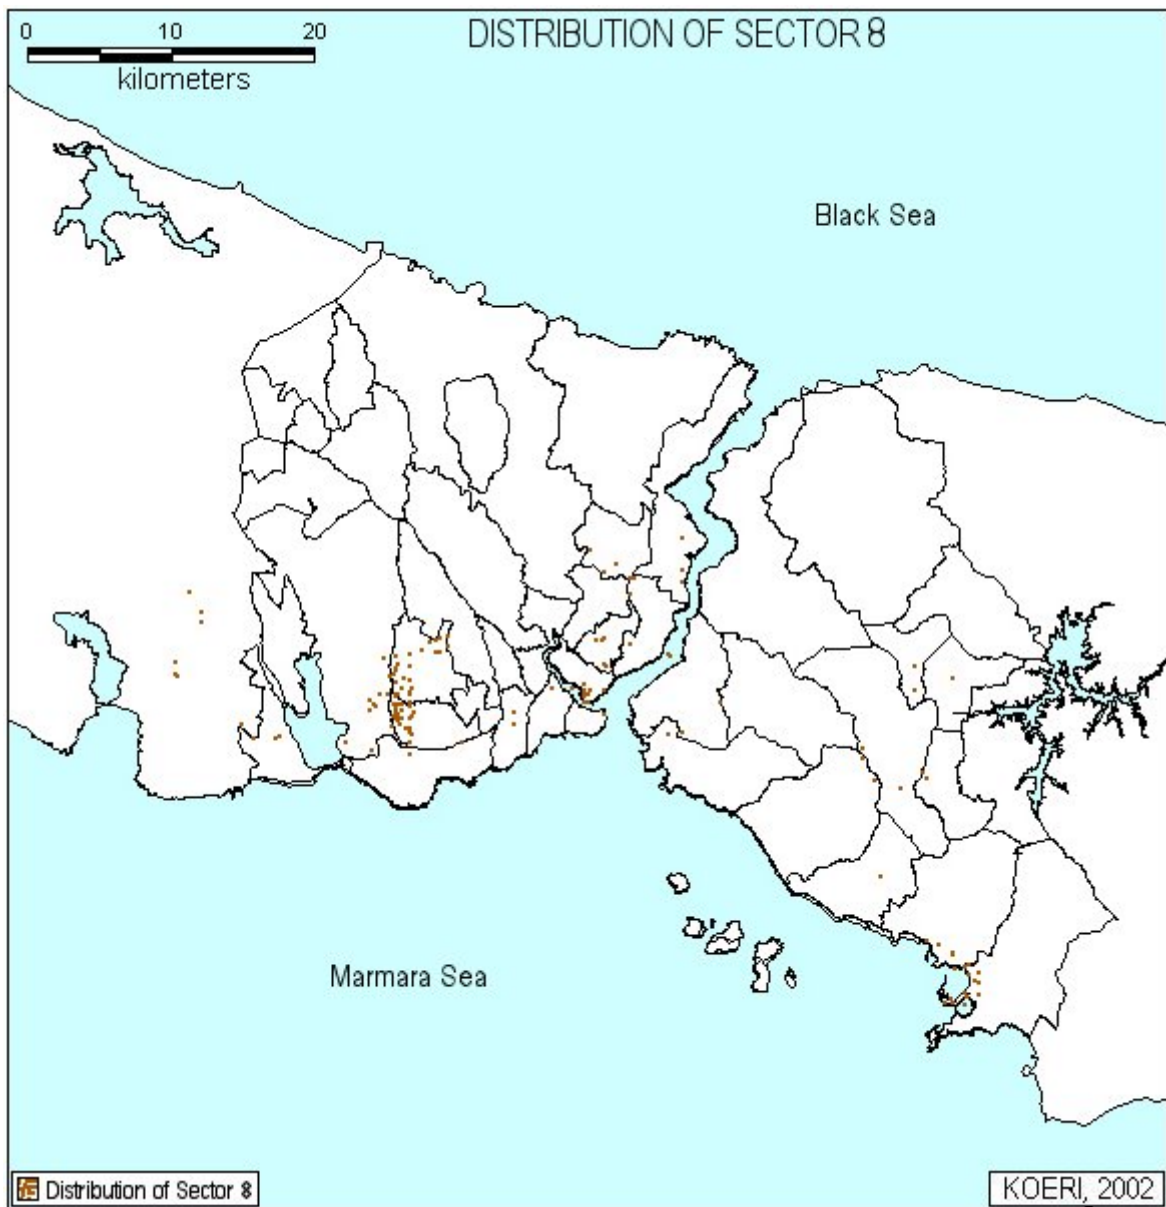 0 10 20
kilometers
DISTRIBUTION OF SECTOR 8
Black Sea
Marmara Sea
Distribution of Sector 8
KOERI, 2002